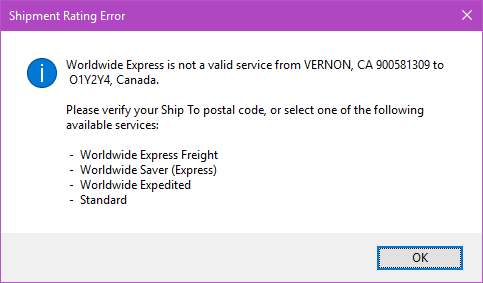 Shipment Rating Error
Worldwide Express is not a valid service from VERNON, CA 900581309 to
O1Y2Y4, Canada.
Please verify your Ship To postal code, or select one of the following
available services:
- Worldwide Express Freight
- Worldwide Saver (Express)
- Worldwide Expedited
- Standard
OK